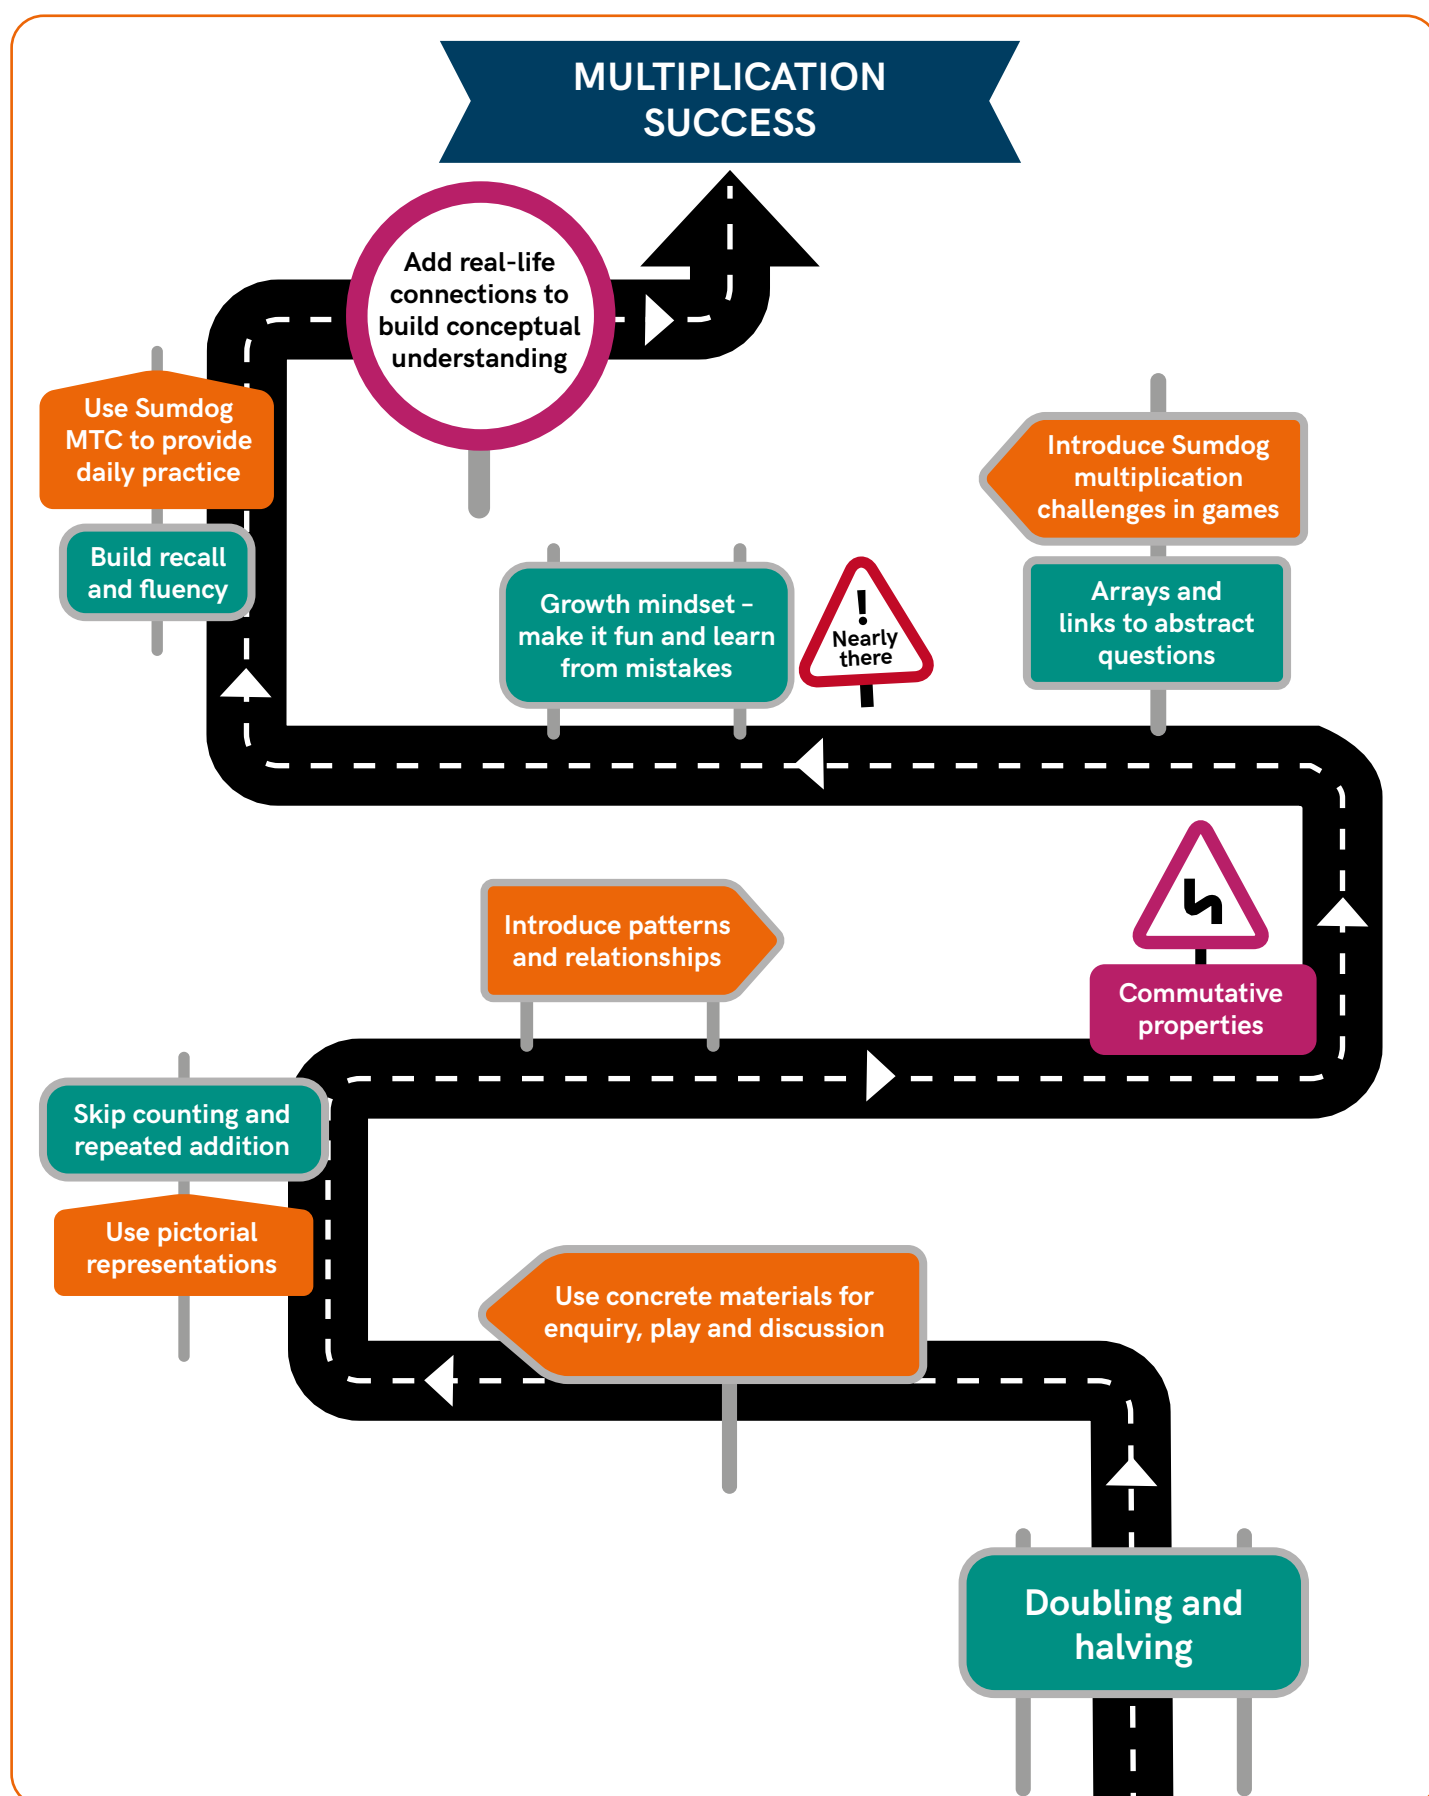 MULTIPLICATION
SUCCESS
Add real-life
connections to
build conceptual
understanding
Use Sumdog
MTC to provide
daily practice
Build recall
and fluency
Introduce Sumdog
multiplication
challenges in games
Arrays and
links to abstract
questions
Growth mindset –
make it fun and learn
from mistakes
!
Nearly
there
Introduce patterns
and relationships
Commutative
properties
Skip counting and
repeated addition
Use pictorial
representations
Use concrete materials for
enquiry, play and discussion
Doubling and
halving